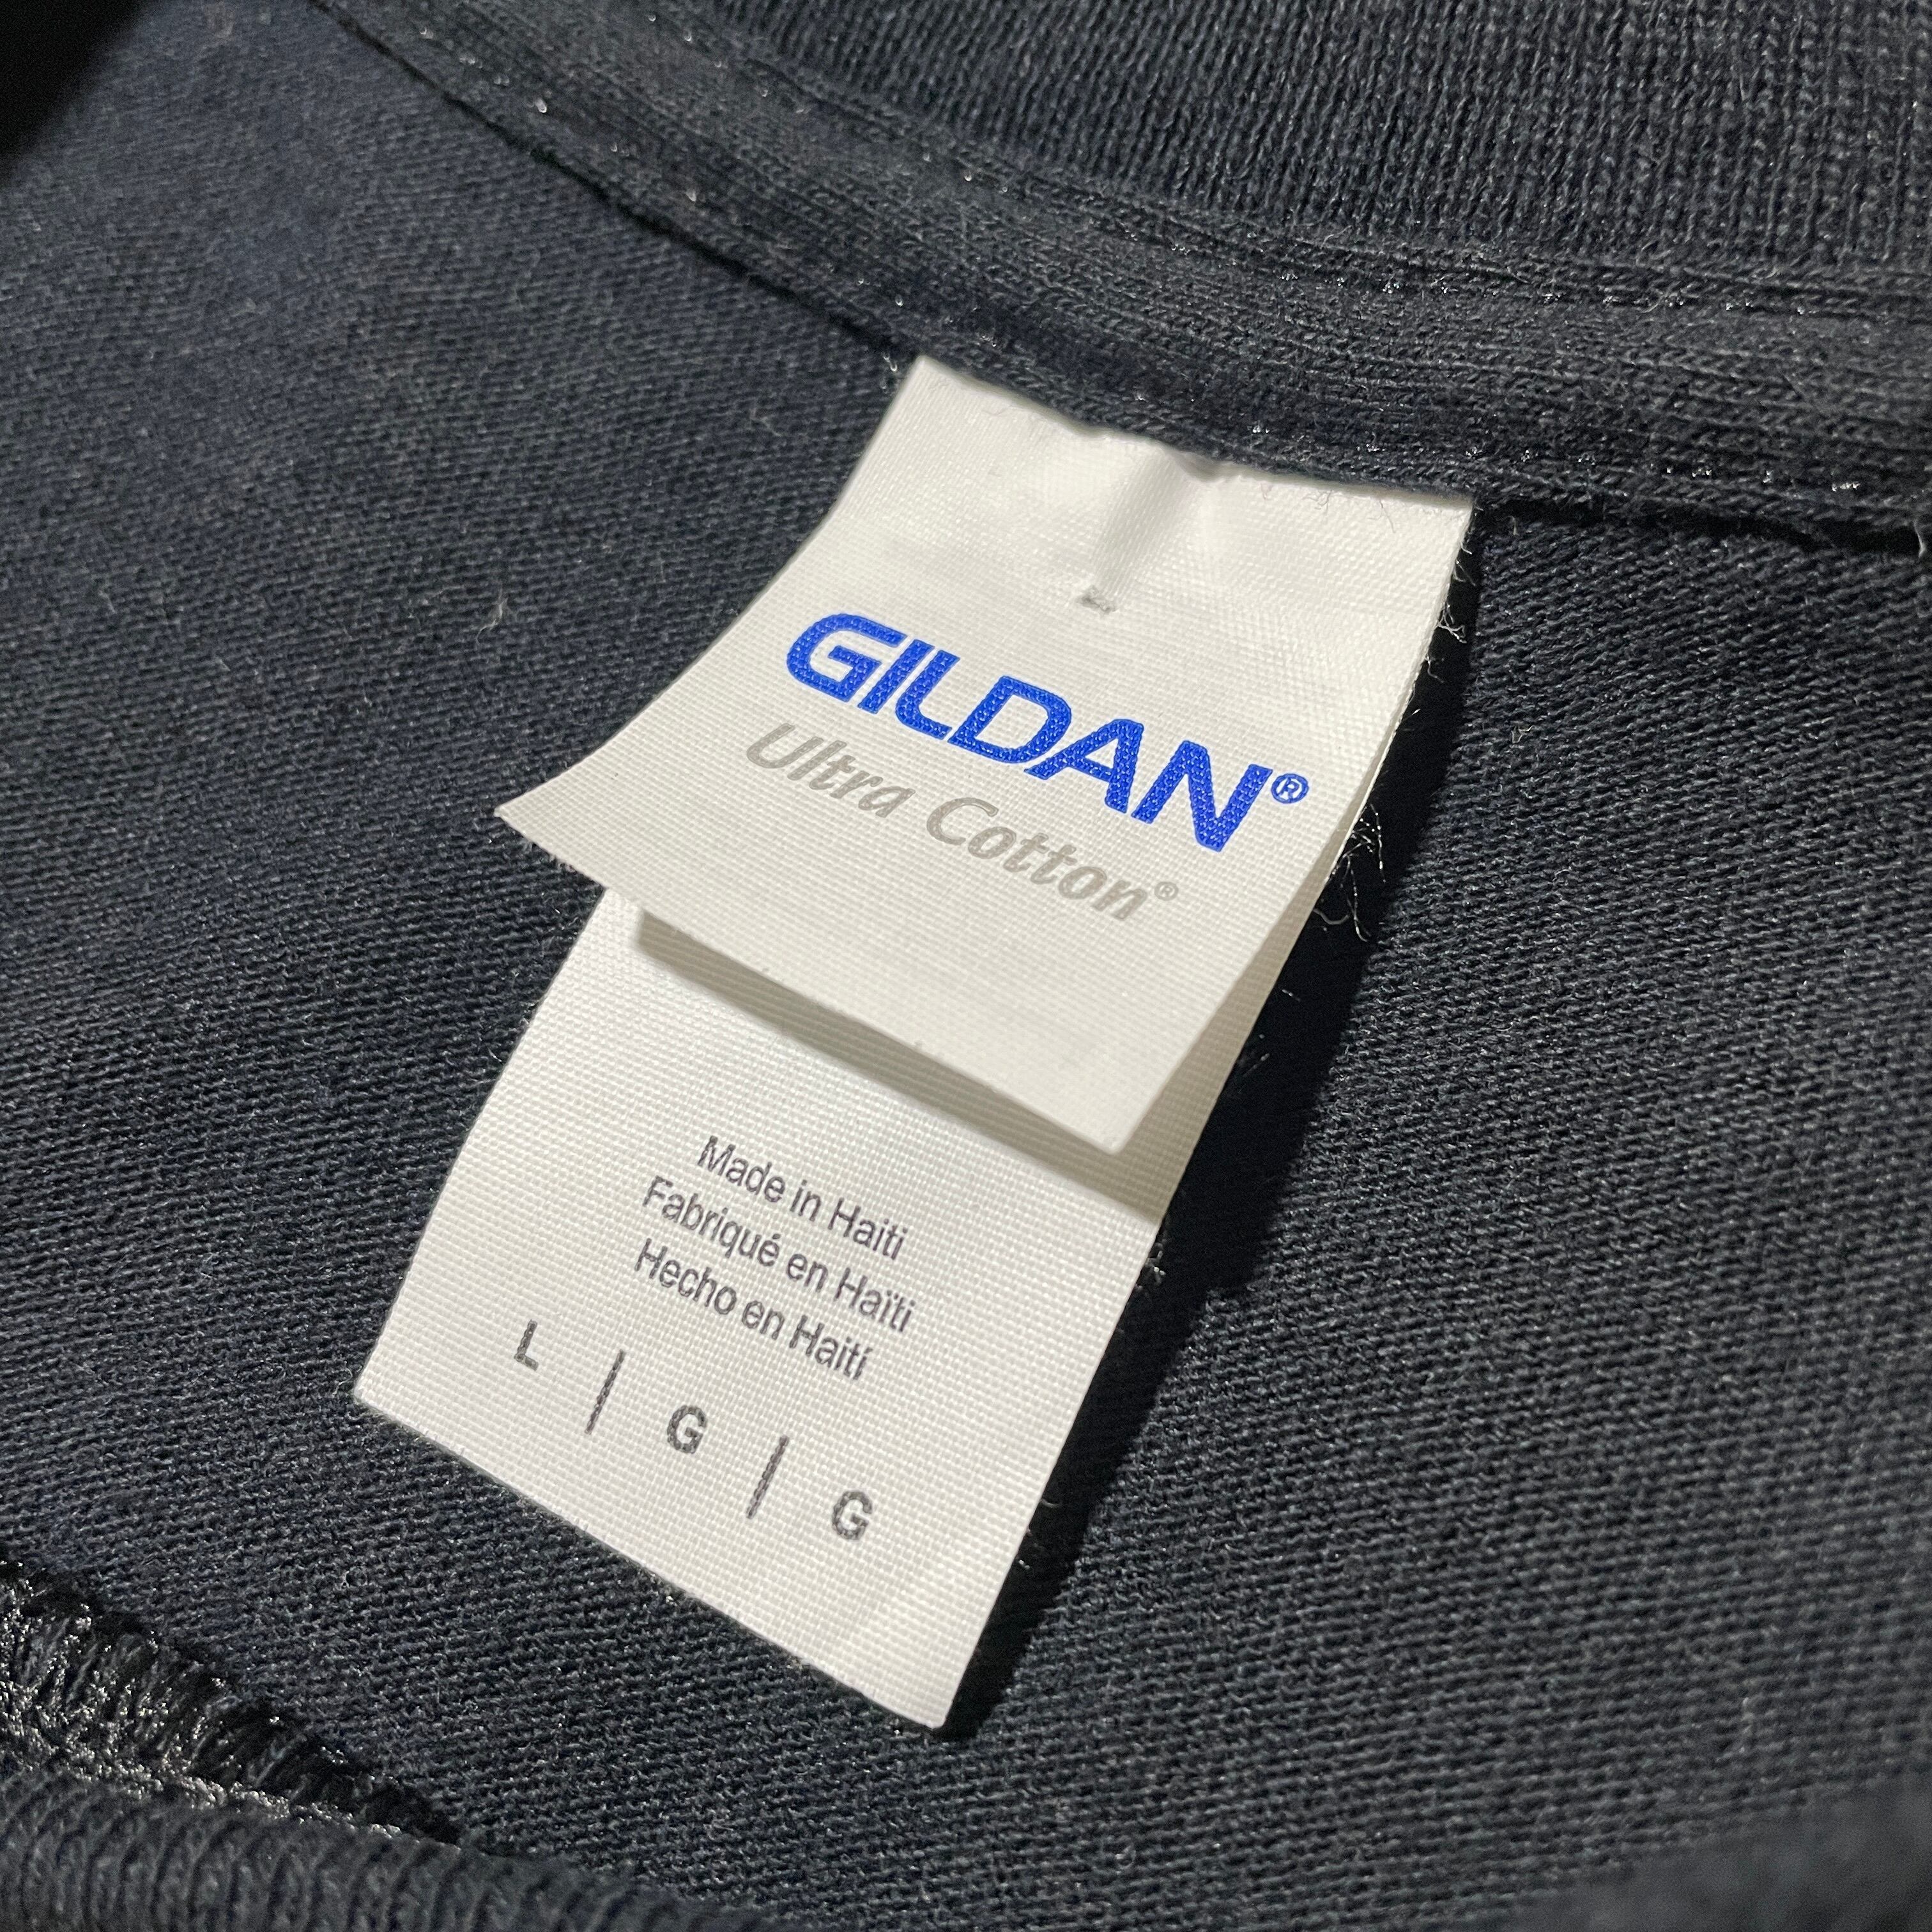 GILDAN®
Ultra Cotton®
Made in Haiti
Fabriqué en Haïti
Hecho en Haití
L | G | G